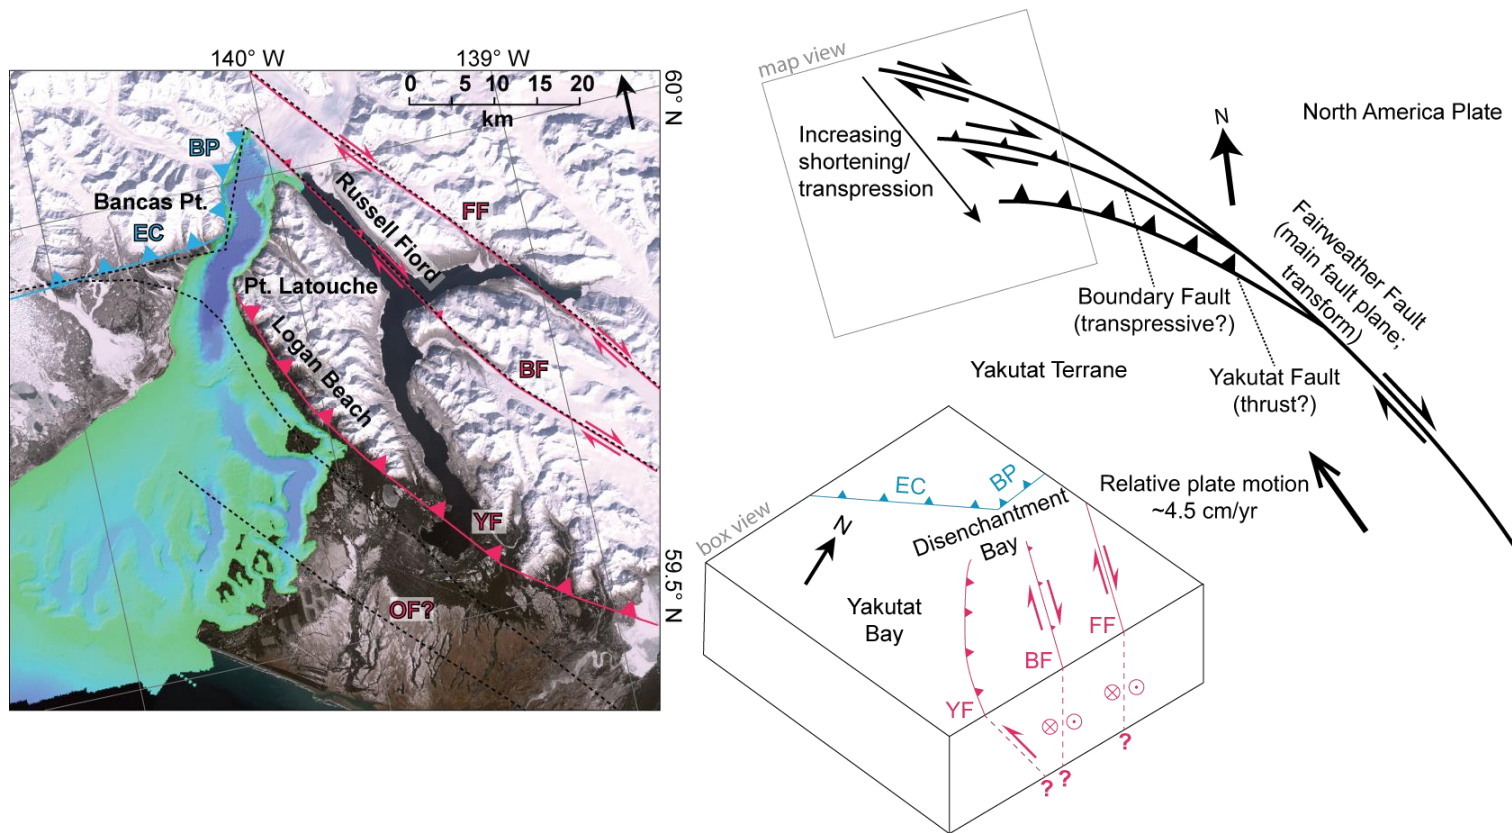 140° W
139° W
0 5 10 15 20
km
60° N
BP
Bancas Pt.
EC
Russell Fiord
FF
Pt. Latouche
Logan Beach
BF
YF
OF?
59.5° N
map view
Increasing
shortening/
transpression
N
North America Plate
Fairweather Fault
(main fault plane;
transform)
Boundary Fault
(transpressive?)
Yakutat Terrane
Yakutat Fault
(thrust?)
Relative plate motion
~4.5 cm/yr
box view
EC
BP
N
Disenchantment
Bay
Yakutat
Bay
FF
BF
YF
?
?
?